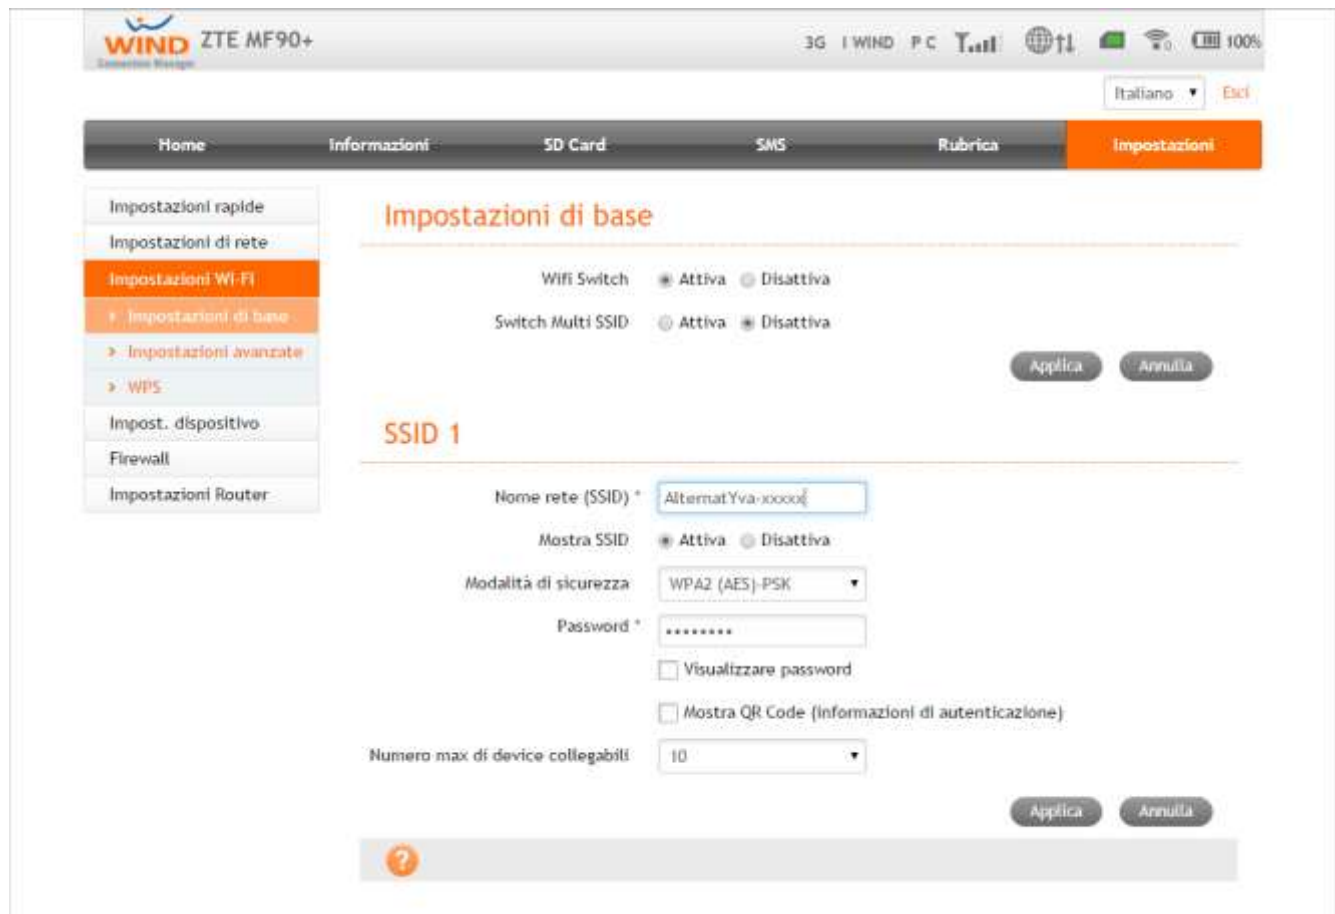 WIND ZTE MF90+ 3G I WIND P C 100%
Connection Manager
Italiano Esci
Home Informazioni SD Card SMS Rubrica Impostazioni
Impostazioni rapide
Impostazioni di rete
Impostazioni Wi-Fi
Impostazioni di base
Impostazioni avanzate
WPS
Impost. dispositivo
Firewall
Impostazioni Router
Impostazioni di base
Wifi Switch Attiva Disattiva
Switch Multi SSID Attiva Disattiva
Applica Annulla
SSID 1
Nome rete (SSID) * AlternatYva-xxxxx
Mostra SSID Attiva Disattiva
Modalità di sicurezza WPA2 (AES)-PSK
Password * ••••••••
Visualizzare password
Mostra QR Code (informazioni di autenticazione)
Numero max di device collegabili 10
Applica Annulla
?